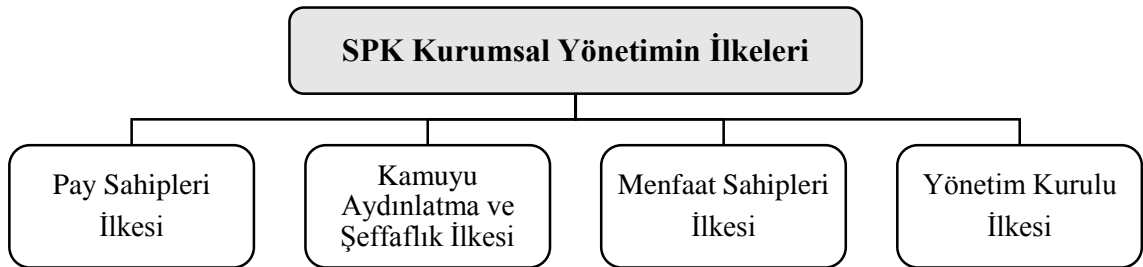 SPK Kurumsal Yönetimin İlkeleri
Pay Sahipleri
İlkesi
Kamuyu
Aydınlatma ve
Şeffaflık İlkesi
Menfaat Sahipleri
İlkesi
Yönetim Kurulu
İlkesi